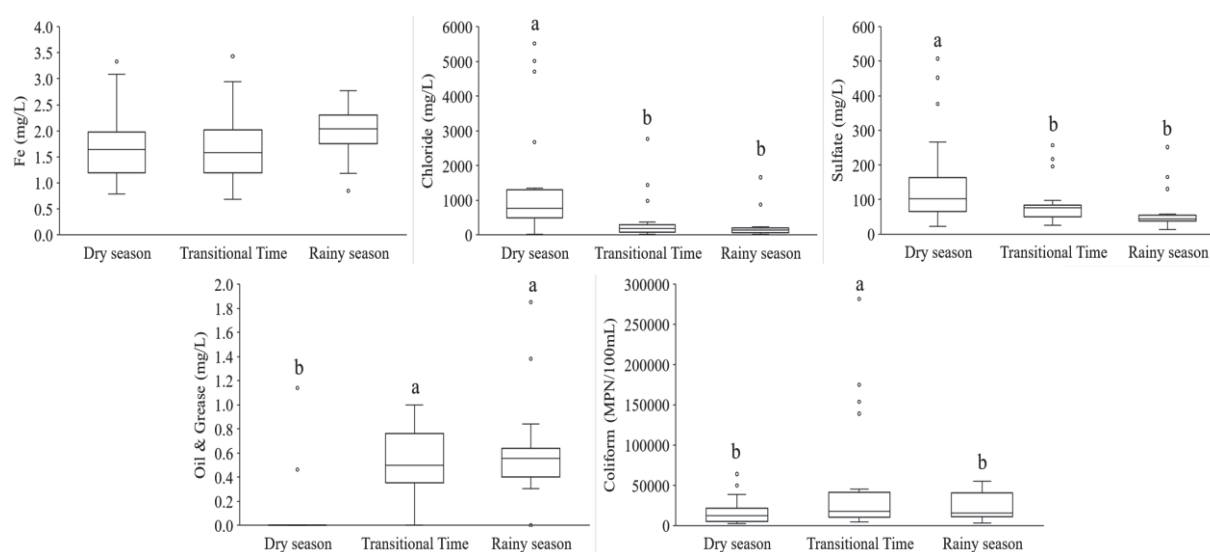 4.0
3.5
3.0
2.5
2.0
1.5
1.0
0.5
0.0
Fe (mg/L)
Dry season Transitional Time Rainy season
6000
5000
4000
3000
2000
1000
0
Chloride (mg/L)
a
b
b
Dry season Transitional Time Rainy season
600
500
400
300
200
100
0
Sulfate (mg/L)
a
b
b
Dry season Transitional Time Rainy season
2.0
1.8
1.6
1.4
1.2
1.0
0.8
0.6
0.4
0.2
0.0
Oil & Grease (mg/L)
b
a
a
Dry season Transitional Time Rainy season
300000
250000
200000
150000
100000
50000
0
Coliform (MPN/100mL)
b
a
b
Dry season Transitional Time Rainy season